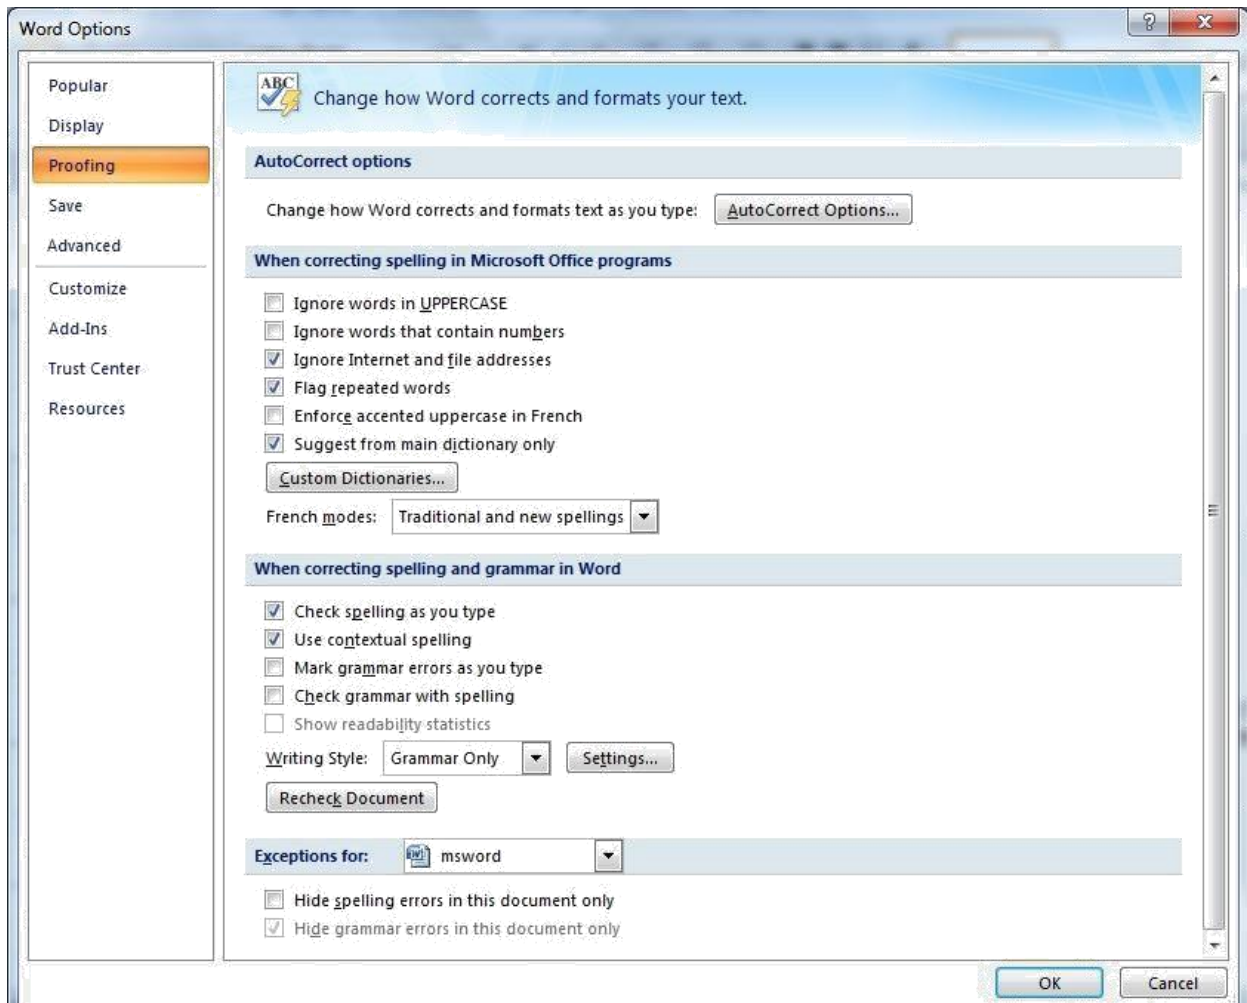 Word Options
Popular
Display
Proofing
Save
Advanced
Customize
Add-Ins
Trust Center
Resources
ABC
Change how Word corrects and formats your text.
AutoCorrect options
Change how Word corrects and formats text as you type: AutoCorrect Options...
When correcting spelling in Microsoft Office programs
Ignore words in UPPERCASE
Ignore words that contain numbers
Ignore Internet and file addresses
Flag repeated words
Enforce accented uppercase in French
Suggest from main dictionary only
Custom Dictionaries...
French modes: Traditional and new spellings
When correcting spelling and grammar in Word
Check spelling as you type
Use contextual spelling
Mark grammar errors as you type
Check grammar with spelling
Show readability statistics
Writing Style: Grammar Only Settings...
Recheck Document
Exceptions for: msword
Hide spelling errors in this document only
Hide grammar errors in this document only
OK Cancel